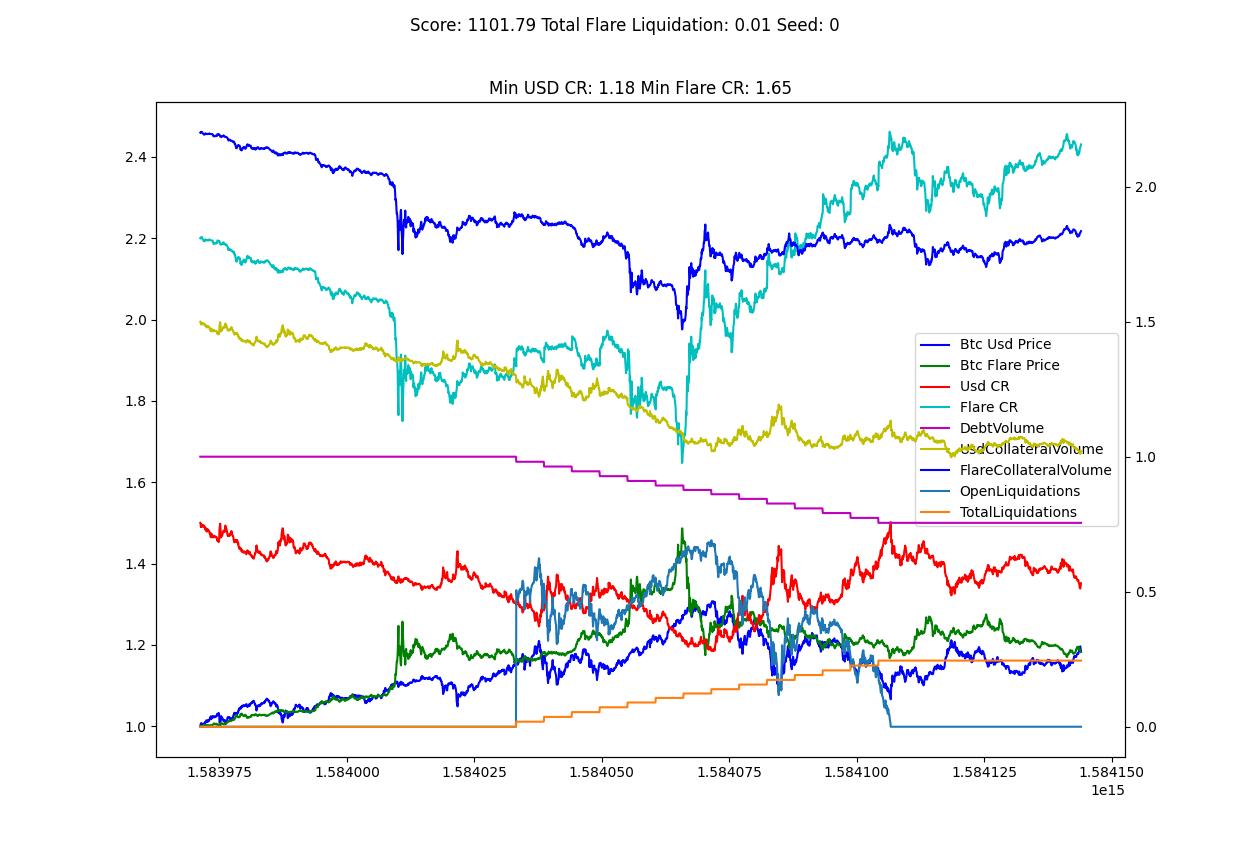 Score: 1101.79 Total Flare Liquidation: 0.01 Seed: 0
Min USD CR: 1.18 Min Flare CR: 1.65
2.4
2.2
2.0
1.8
1.6
1.4
1.2
1.0
2.0
1.5
1.0
0.5
0.0
Btc Usd Price
Btc Flare Price
Usd CR
Flare CR
DebtVolume
UsdCollateralVolume
FlareCollateralVolume
OpenLiquidations
TotalLiquidations
1.583975 1.584000 1.584025 1.584050 1.584075 1.584100 1.584125 1.584150
1e15